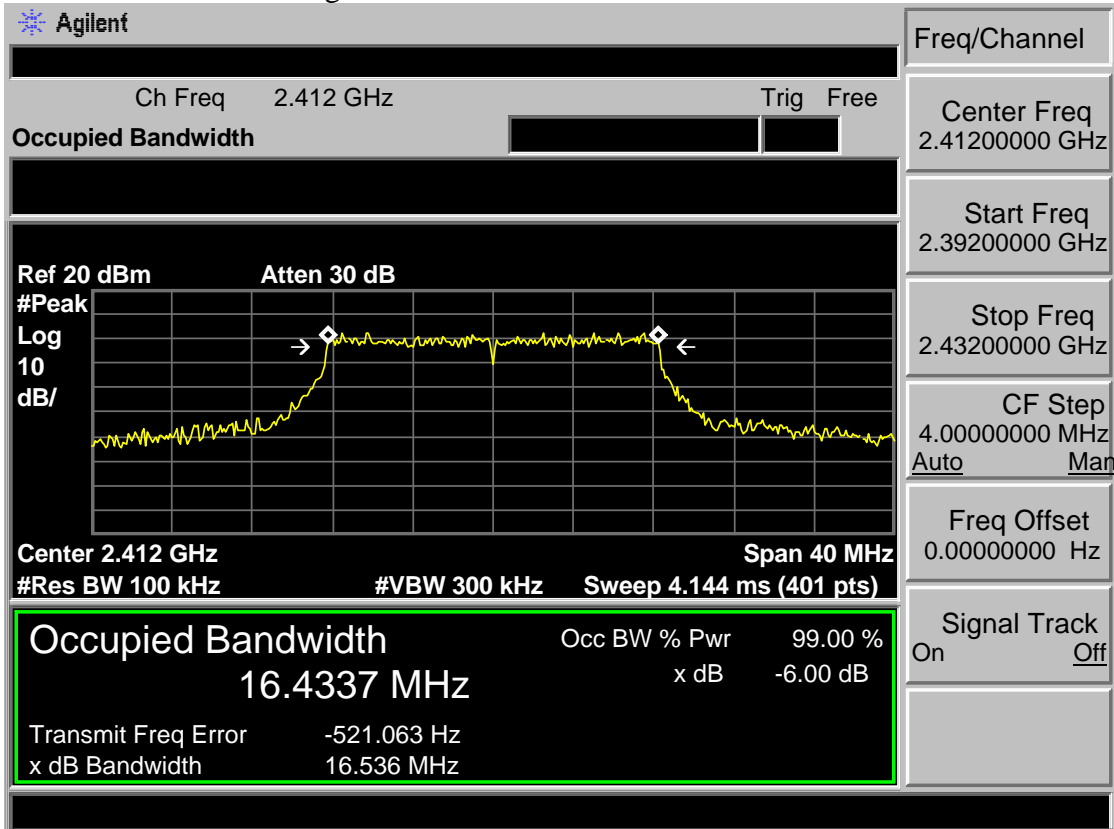 Agilent
Freq/Channel
Ch Freq 2.412 GHz Trig Free
Occupied Bandwidth
Center Freq
2.41200000 GHz
Start Freq
2.39200000 GHz
Stop Freq
2.43200000 GHz
CF Step
4.00000000 MHz
Auto Man
Freq Offset
0.00000000 Hz
Signal Track
On Off
Ref 20 dBm Atten 30 dB
#Peak
Log
10
dB/
Center 2.412 GHz Span 40 MHz
#Res BW 100 kHz #VBW 300 kHz Sweep 4.144 ms (401 pts)
Occupied Bandwidth Occ BW % Pwr 99.00 %
16.4337 MHz x dB -6.00 dB
Transmit Freq Error -521.063 Hz
x dB Bandwidth 16.536 MHz